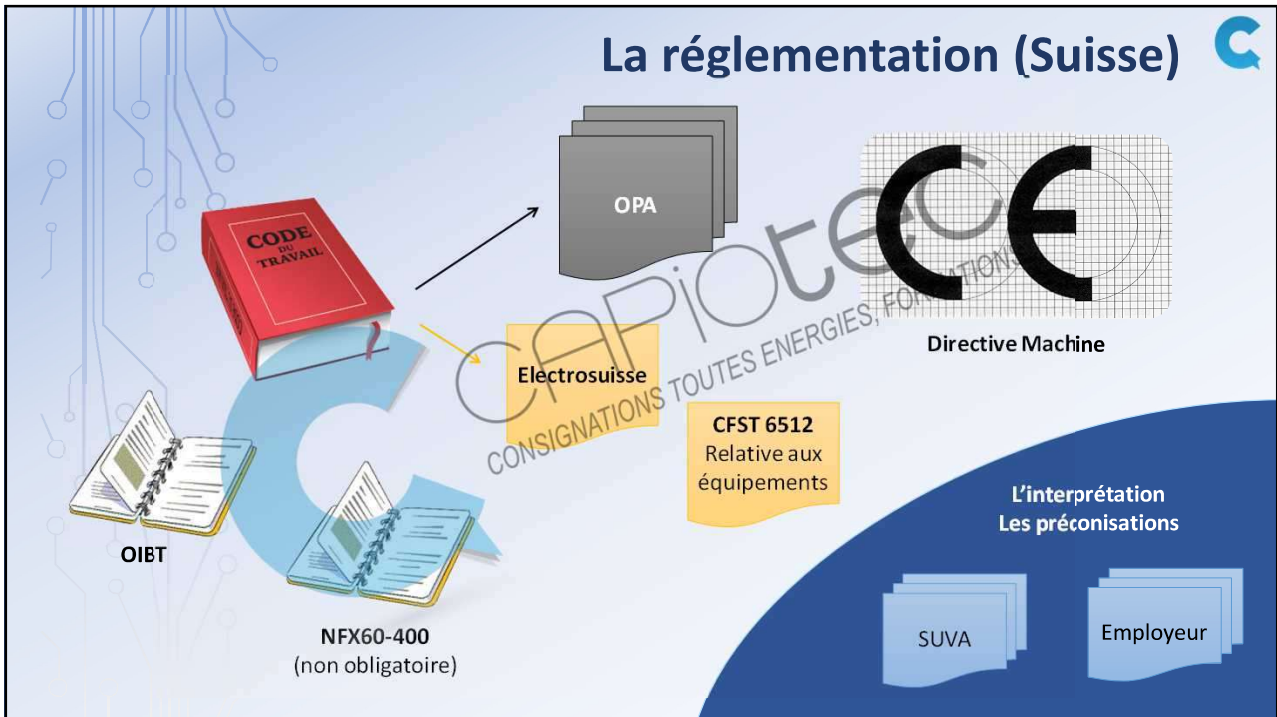 La réglementation (Suisse)
OPA
CODE
DU
TRAVAIL
CAPIOTEC
CONSIGNATIONS TOUTES ENERGIES, FORMATIONS
CE
Directive Machine
Electrosuisse
CFST 6512
Relative aux
équipements
OIBT
NFX60-400
(non obligatoire)
L’interprétation
Les préconisations
SUVA
Employeur